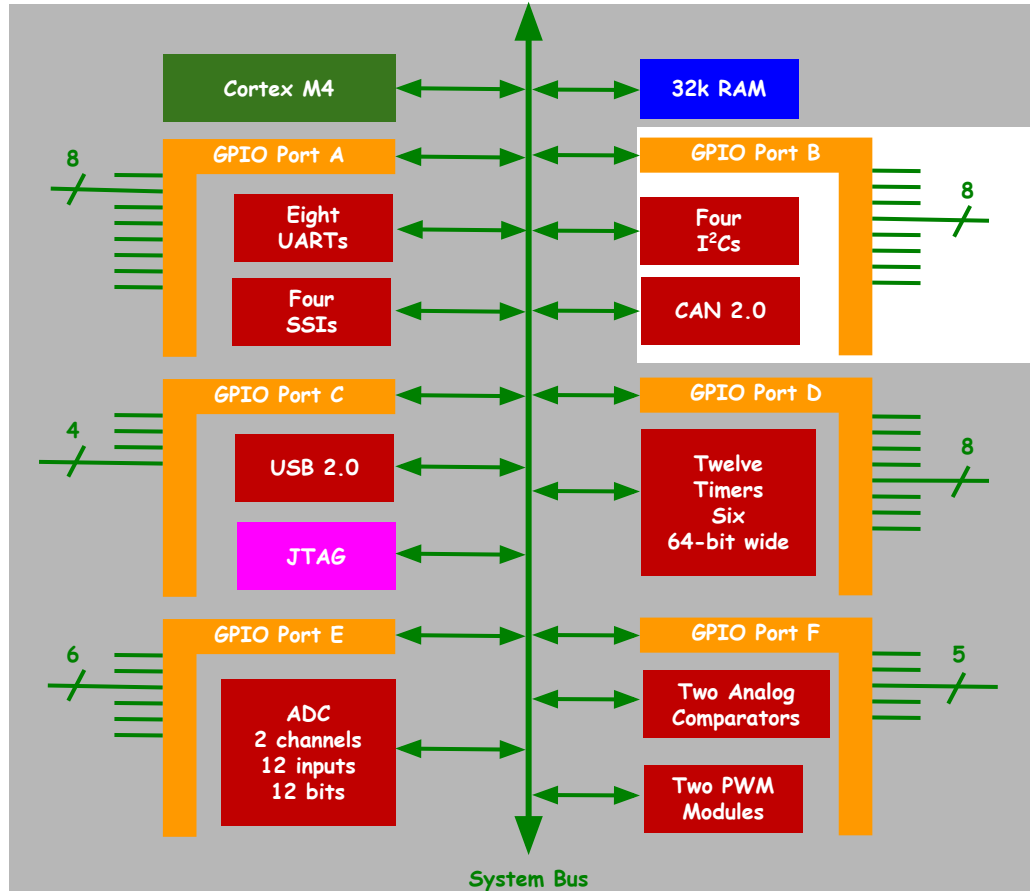 Cortex M4
32k RAM
GPIO Port A
GPIO Port B
8
8
Eight
UARTs
Four
I²Cs
Four
SSIs
CAN 2.0
GPIO Port C
GPIO Port D
4
8
USB 2.0
Twelve
Timers
Six
64-bit wide
JTAG
GPIO Port E
GPIO Port F
6
5
ADC
2 channels
12 inputs
12 bits
Two Analog
Comparators
Two PWM
Modules
System Bus